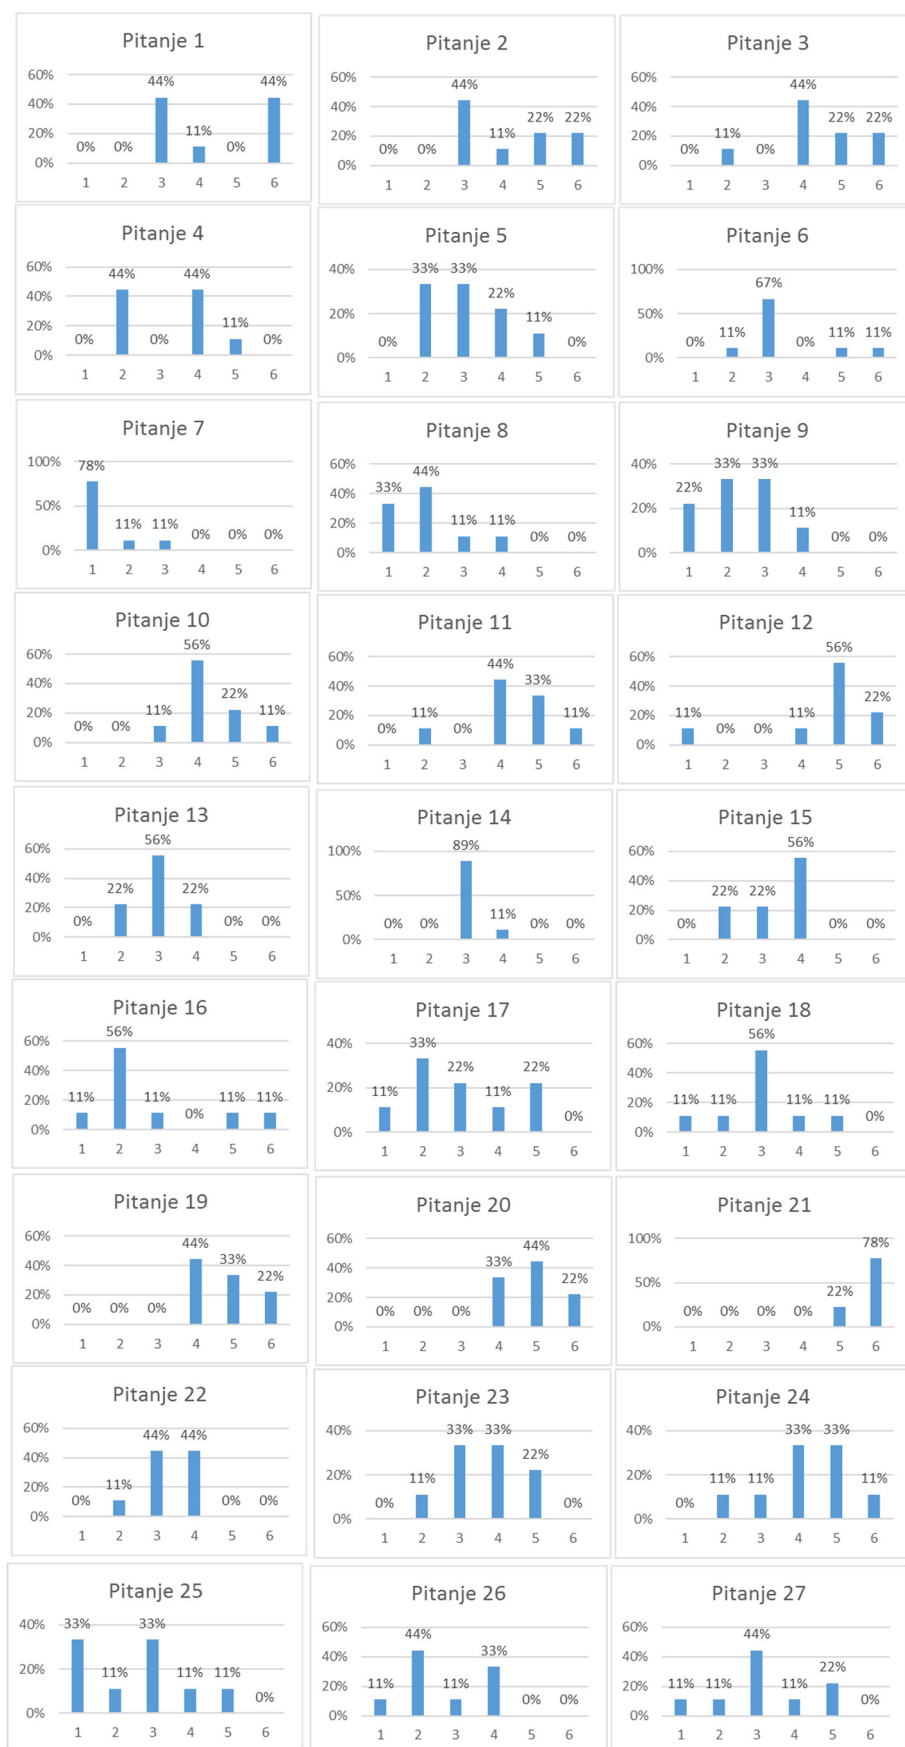 Pitanje 1
60%
40%
20%
0%
0% 0% 44% 11% 0% 44%
1 2 3 4 5 6
Pitanje 2
60%
40%
20%
0%
0% 0% 44% 11% 22% 22%
1 2 3 4 5 6
Pitanje 3
60%
40%
20%
0%
0% 11% 0% 44% 22% 22%
1 2 3 4 5 6
Pitanje 4
60%
40%
20%
0%
0% 44% 0% 44% 11% 0%
1 2 3 4 5 6
Pitanje 5
40%
20%
0%
0% 33% 33% 22% 11% 0%
1 2 3 4 5 6
Pitanje 6
100%
50%
0%
0% 11% 67% 0% 11% 11%
1 2 3 4 5 6
Pitanje 7
100%
50%
0%
78% 11% 11% 0% 0% 0%
1 2 3 4 5 6
Pitanje 8
60%
40%
20%
0%
33% 44% 11% 11% 0% 0%
1 2 3 4 5 6
Pitanje 9
40%
20%
0%
22% 33% 33% 11% 0% 0%
1 2 3 4 5 6
Pitanje 10
60%
40%
20%
0%
0% 0% 11% 56% 22% 11%
1 2 3 4 5 6
Pitanje 11
60%
40%
20%
0%
0% 11% 0% 44% 33% 11%
1 2 3 4 5 6
Pitanje 12
60%
40%
20%
0%
11% 0% 0% 11% 56% 22%
1 2 3 4 5 6
Pitanje 13
60%
40%
20%
0%
0% 22% 56% 22% 0% 0%
1 2 3 4 5 6
Pitanje 14
100%
50%
0%
0% 0% 89% 11% 0% 0%
1 2 3 4 5 6
Pitanje 15
60%
40%
20%
0%
0% 22% 22% 56% 0% 0%
1 2 3 4 5 6
Pitanje 16
60%
40%
20%
0%
11% 56% 11% 0% 11% 11%
1 2 3 4 5 6
Pitanje 17
40%
20%
0%
11% 33% 22% 11% 22% 0%
1 2 3 4 5 6
Pitanje 18
60%
40%
20%
0%
11% 11% 56% 11% 11% 0%
1 2 3 4 5 6
Pitanje 19
60%
40%
20%
0%
0% 0% 0% 44% 33% 22%
1 2 3 4 5 6
Pitanje 20
60%
40%
20%
0%
0% 0% 0% 33% 44% 22%
1 2 3 4 5 6
Pitanje 21
100%
50%
0%
0% 0% 0% 0% 22% 78%
1 2 3 4 5 6
Pitanje 22
60%
40%
20%
0%
0% 11% 44% 44% 0% 0%
1 2 3 4 5 6
Pitanje 23
40%
20%
0%
0% 11% 33% 33% 22% 0%
1 2 3 4 5 6
Pitanje 24
40%
20%
0%
0% 11% 11% 33% 33% 11%
1 2 3 4 5 6
Pitanje 25
40%
20%
0%
33% 11% 33% 11% 11% 0%
1 2 3 4 5 6
Pitanje 26
60%
40%
20%
0%
11% 44% 11% 33% 0% 0%
1 2 3 4 5 6
Pitanje 27
60%
40%
20%
0%
11% 11% 44% 11% 22% 0%
1 2 3 4 5 6